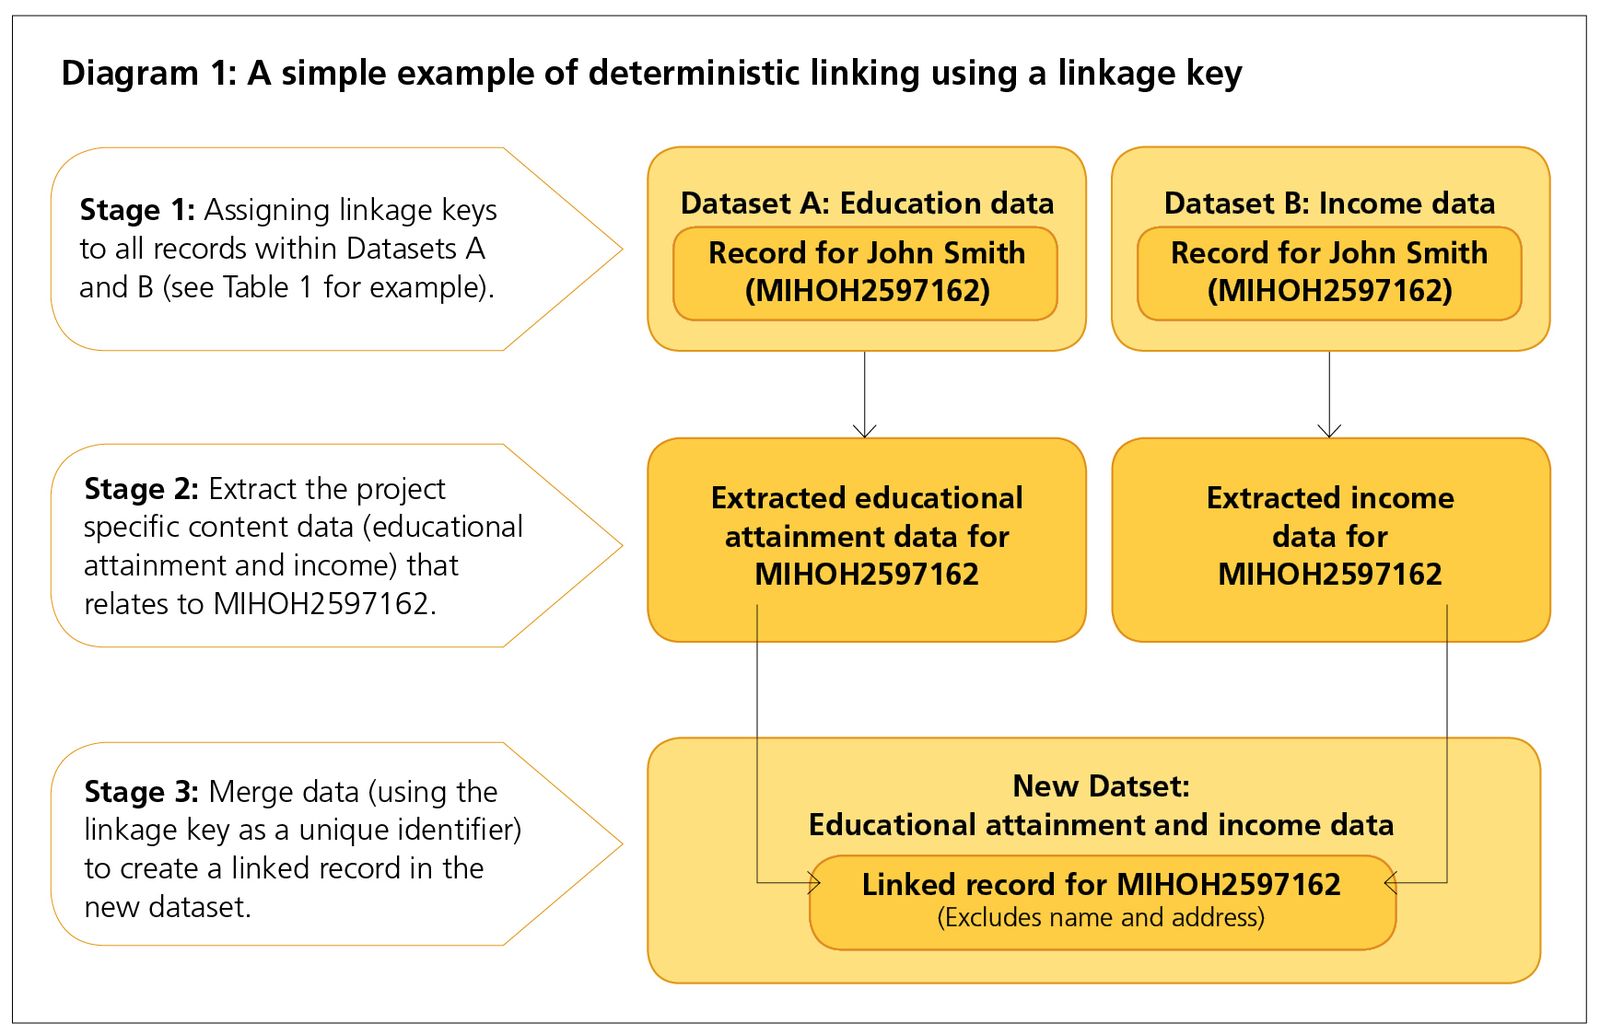 Diagram 1: A simple example of deterministic linking using a linkage key
Stage 1: Assigning linkage keys
to all records within Datasets A
and B (see Table 1 for example).
Dataset A: Education data
Record for John Smith
(MIHOH2597162)
Dataset B: Income data
Record for John Smith
(MIHOH2597162)
Stage 2: Extract the project
specific content data (educational
attainment and income) that
relates to MIHOH2597162.
Extracted educational
attainment data for
MIHOH2597162
Extracted income
data for
MIHOH2597162
Stage 3: Merge data (using the
linkage key as a unique identifier)
to create a linked record in the
new dataset.
New Datset:
Educational attainment and income data
Linked record for MIHOH2597162
(Excludes name and address)